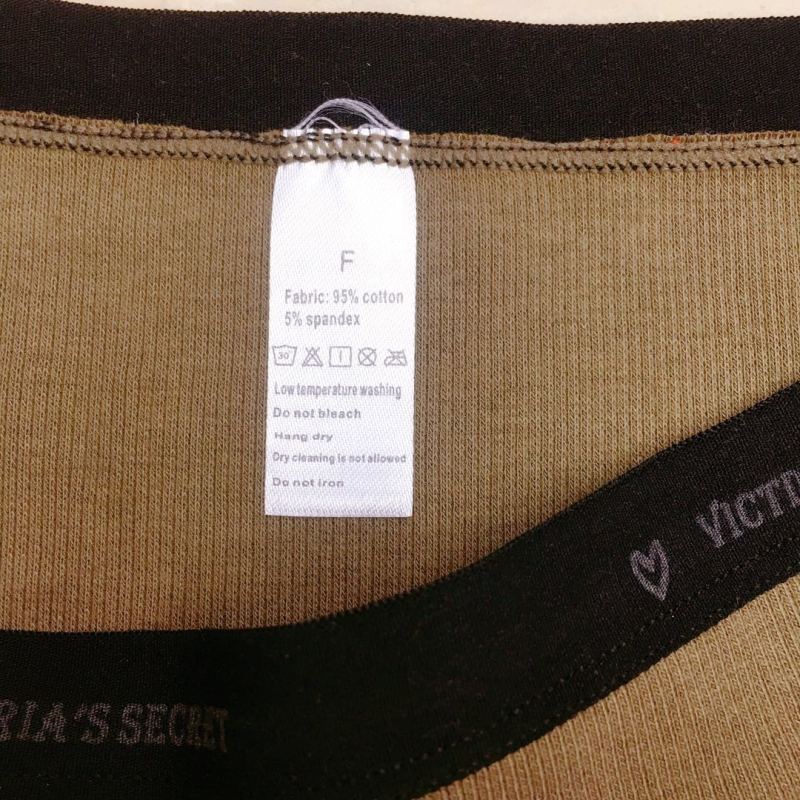 F
Fabric: 95% cotton
5% spandex
30
Low temperature washing
Do not bleach
Hang dry
Dry cleaning is not allowed
Do not iron
VICTO
RIA'S SECRET